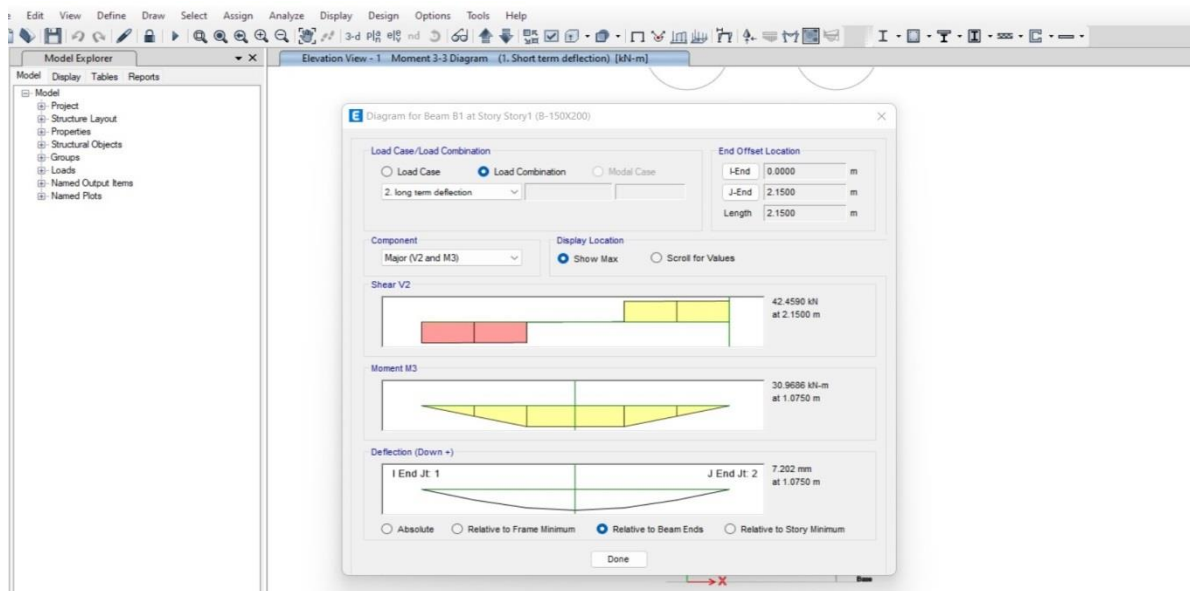 Edit View Define Draw Select Assign Analyze Display Design Options Tools Help
3-d
nd
Model Explorer
Elevation View - 1 Moment 3-3 Diagram (1. Short term deflection) [kN-m]
Model Display Tables Reports
Model
Project
Structure Layout
Properties
Structural Objects
Groups
Loads
Named Output Items
Named Plots
Diagram for Beam B1 at Story Story1 (B-150X200)
Load Case/Load Combination
Load Case Load Combination Modal Case
2. long term deflection
End Offset Location
I-End 0.0000 m
J-End 2.1500 m
Length 2.1500 m
Component
Major (V2 and M3)
Display Location
Show Max Scroll for Values
Shear V2
42.4590 kN
at 2.1500 m
Moment M3
30.9686 kN-m
at 1.0750 m
Deflection (Down +)
I End Jt: 1 J End Jt: 2
7.202 mm
at 1.0750 m
Absolute Relative to Frame Minimum Relative to Beam Ends Relative to Story Minimum
Done
X
Base